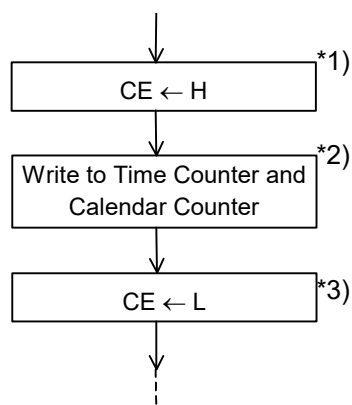 *1)
CE ← H
*2)
Write to Time Counter and
Calendar Counter
*3)
CE ← L